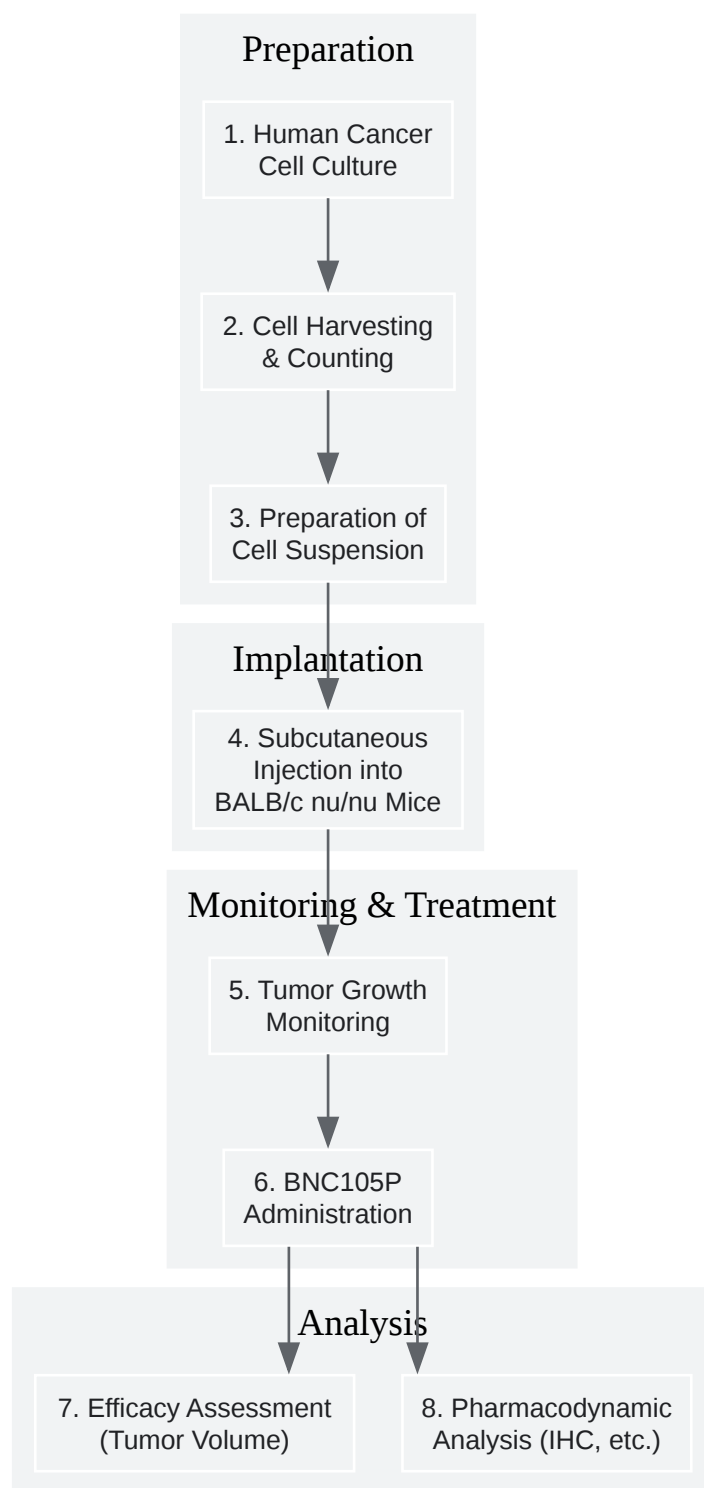 Preparation
1. Human Cancer
Cell Culture
2. Cell Harvesting
& Counting
3. Preparation of
Cell Suspension
Implantation
4. Subcutaneous
Injection into
BALB/c nu/nu Mice
Monitoring & Treatment
5. Tumor Growth
Monitoring
6. BNC105P
Administration
Analysis
7. Efficacy Assessment
(Tumor Volume)
8. Pharmacodynamic
Analysis (IHC, etc.)